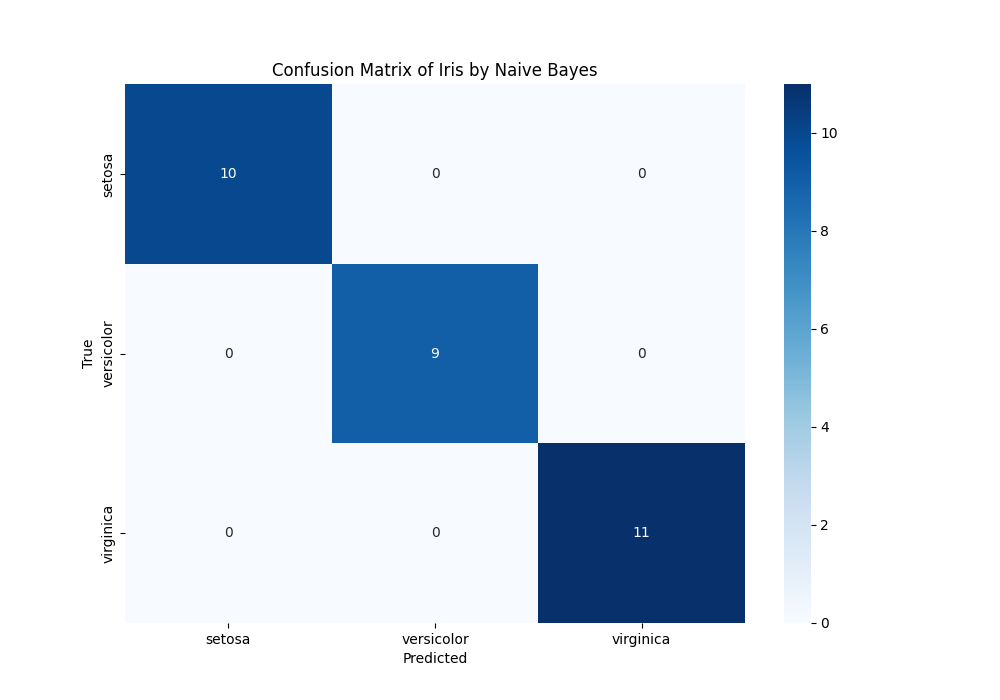 Confusion Matrix of Iris by Naive Bayes
True
setosa
versicolor
virginica
10 0 0
0 9 0
0 0 11
setosa versicolor virginica
Predicted
10
8
6
4
2
0